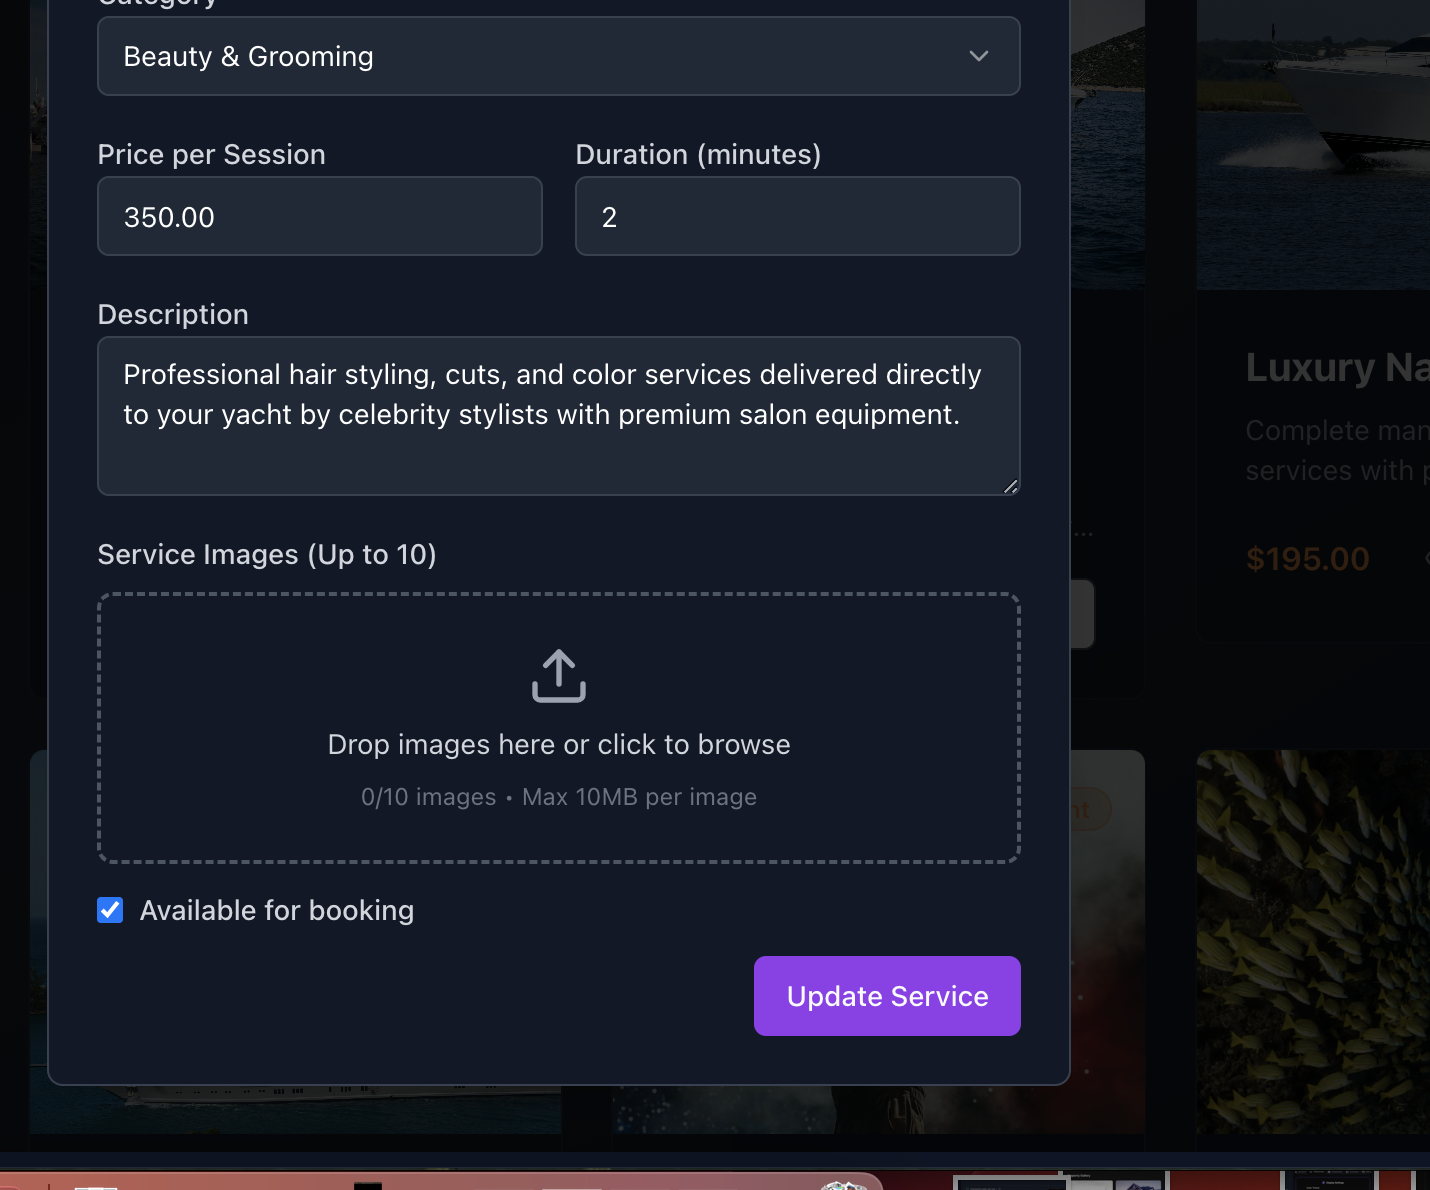 Category
Beauty & Grooming
Price per Session
Duration (minutes)
350.00
2
Description
Professional hair styling, cuts, and color services delivered directly
to your yacht by celebrity stylists with premium salon equipment.
Service Images (Up to 10)
Drop images here or click to browse
0/10 images • Max 10MB per image
Available for booking
Update Service
Luxury Na
Complete man
services with p
$195.00
...
nt